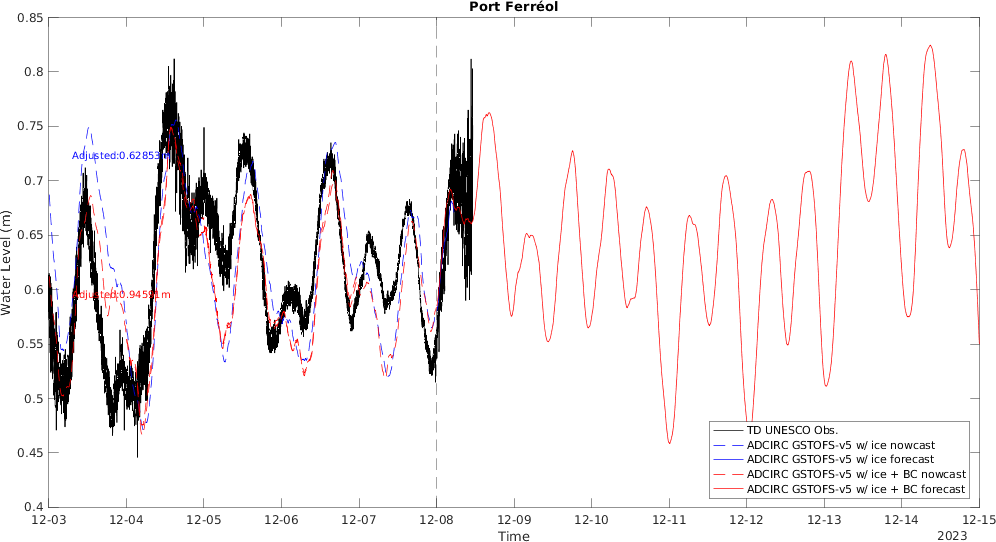 Port Ferréol
0.85
0.8
0.75
0.7
0.65
0.6
0.55
0.5
0.45
0.4
Water Level (m)
Adjusted:0.62853m
Adjusted:0.94591m
TD UNESCO Obs.
ADCIRC GSTOFS-v5 w/ ice nowcast
ADCIRC GSTOFS-v5 w/ ice forecast
ADCIRC GSTOFS-v5 w/ ice + BC nowcast
ADCIRC GSTOFS-v5 w/ ice + BC forecast
12-03 12-04 12-05 12-06 12-07 12-08 12-09 12-10 12-11 12-12 12-13 12-14 12-15
Time
2023